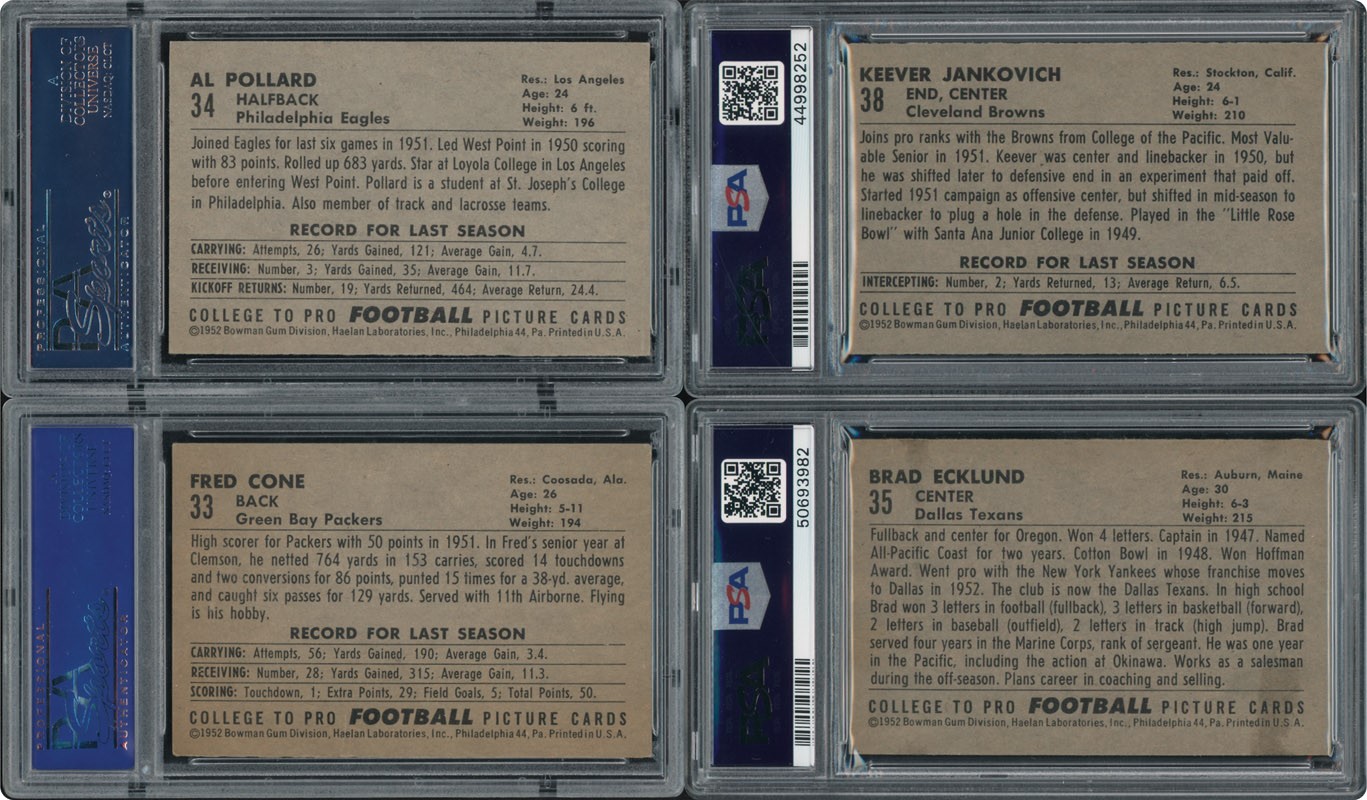 A
DIVISION OF
COLLECTORS
UNIVERSE
NASDAQ: CLCT
PROFESSIONAL
PSA
AUTHENTICATOR
AL POLLARD
34
HALFBACK
Philadelphia Eagles
Res.: Los Angeles
Age: 24
Height: 6 ft.
Weight: 196
Joined Eagles for last six games in 1951. Led West Point in 1950 scoring
with 83 points. Rolled up 683 yards. Star at Loyola College in Los Angeles
before entering West Point. Pollard is a student at St. Joseph's College
in Philadelphia. Also member of track and lacrosse teams.
RECORD FOR LAST SEASON
CARRYING: Attempts, 26; Yards Gained, 121; Average Gain, 4.7.
RECEIVING: Number, 3; Yards Gained, 35; Average Gain, 11.7.
KICKOFF RETURNS: Number, 19; Yards Returned, 464; Average Return, 24.4.
COLLEGE TO PRO FOOTBALL PICTURE CARDS
©1952 Bowman Gum Division, Haelan Laboratories, Inc., Philadelphia 44, Pa. Printed in U.S.A.
44998252
PSA
PSA
KEEVER JANKOVICH
38
END, CENTER
Cleveland Browns
Res.: Stockton, Calif.
Age: 24
Height: 6-1
Weight: 210
Joins pro ranks with the Browns from College of the Pacific. Most Valu-
able Senior in 1951. Keever was center and linebacker in 1950, but
he was shifted later to defensive end in an experiment that paid off.
Started 1951 campaign as offensive center, but shifted in mid-season to
linebacker to plug a hole in the defense. Played in the "Little Rose
Bowl" with Santa Ana Junior College in 1949.
RECORD FOR LAST SEASON
INTERCEPTING: Number, 2; Yards Returned, 13; Average Return, 6.5.
COLLEGE TO PRO FOOTBALL PICTURE CARDS
©1952 Bowman Gum Division, Haelan Laboratories, Inc., Philadelphia 44, Pa. Printed in U.S.A.
PROFESSIONAL
PSA
AUTHENTICATOR
FRED CONE
33
BACK
Green Bay Packers
Res.: Coosada, Ala.
Age: 26
Height: 5-11
Weight: 194
High scorer for Packers with 50 points in 1951. In Fred's senior year at
Clemson, he netted 764 yards in 153 carries, scored 14 touchdowns
and two conversions for 86 points, punted 15 times for a 38-yd. average,
and caught six passes for 129 yards. Served with 11th Airborne. Flying
is his hobby.
RECORD FOR LAST SEASON
CARRYING: Attempts, 56; Yards Gained, 190; Average Gain, 3.4.
RECEIVING: Number, 28; Yards Gained, 315; Average Gain, 11.3.
SCORING: Touchdown, 1; Extra Points, 29; Field Goals, 5; Total Points, 50.
COLLEGE TO PRO FOOTBALL PICTURE CARDS
©1952 Bowman Gum Division, Haelan Laboratories, Inc., Philadelphia 44, Pa. Printed in U.S.A.
50693982
PSA
PSA
BRAD ECKLUND
35
CENTER
Dallas Texans
Res.: Auburn, Maine
Age: 30
Height: 6-3
Weight: 215
Fullback and center for Oregon. Won 4 letters. Captain in 1947. Named
All-Pacific Coast for two years. Cotton Bowl in 1948. Won Hoffman
Award. Went pro with the New York Yankees whose franchise moves
to Dallas in 1952. The club is now the Dallas Texans. In high school
Brad won 3 letters in football (fullback), 3 letters in basketball (forward),
2 letters in baseball (outfield), 2 letters in track (high jump). Brad
served four years in the Marine Corps, rank of sergeant. He was one year
in the Pacific, including the action at Okinawa. Works as a salesman
during the off-season. Plans career in coaching and selling.
COLLEGE TO PRO FOOTBALL PICTURE CARDS
©1952 Bowman Gum Division, Haelan Laboratories, Inc., Philadelphia 44, Pa. Printed in U.S.A.